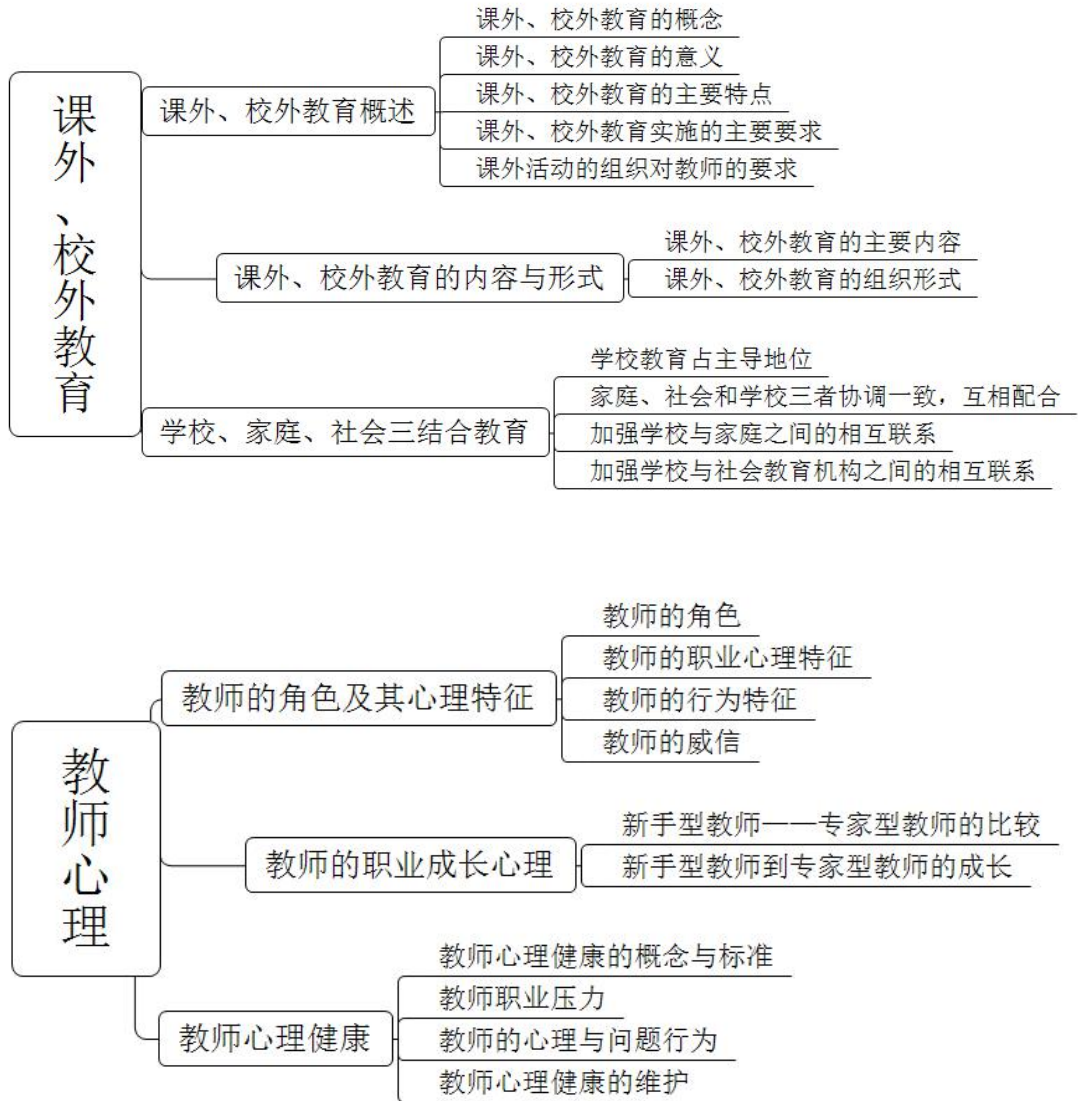 课外、校外教育
课外、校外教育概述
课外、校外教育的概念
课外、校外教育的意义
课外、校外教育的主要特点
课外、校外教育实施的主要要求
课外活动的组织对教师的要求
课外、校外教育的内容与形式
课外、校外教育的主要内容
课外、校外教育的组织形式
学校、家庭、社会三结合教育
学校教育占主导地位
家庭、社会和学校三者协调一致，互相配合
加强学校与家庭之间的相互联系
加强学校与社会教育机构之间的相互联系
教师心理
教师的角色及其心理特征
教师的角色
教师的职业心理特征
教师的行为特征
教师的威信
教师的职业成长心理
新手型教师——专家型教师的比较
新手型教师到专家型教师的成长
教师心理健康
教师心理健康的概念与标准
教师职业压力
教师的心理与问题行为
教师心理健康的维护